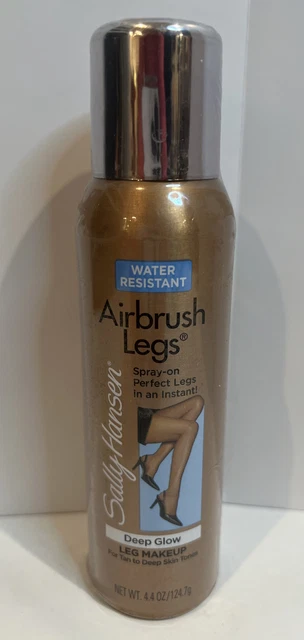 WATER
RESISTANT
Airbrush
Legs®
Spray-on
Perfect Legs
in an Instant!
Sally Hansen®
Deep Glow
LEG MAKEUP
For Tan to Deep Skin Tones
NET WT. 4.4 OZ/124.7g